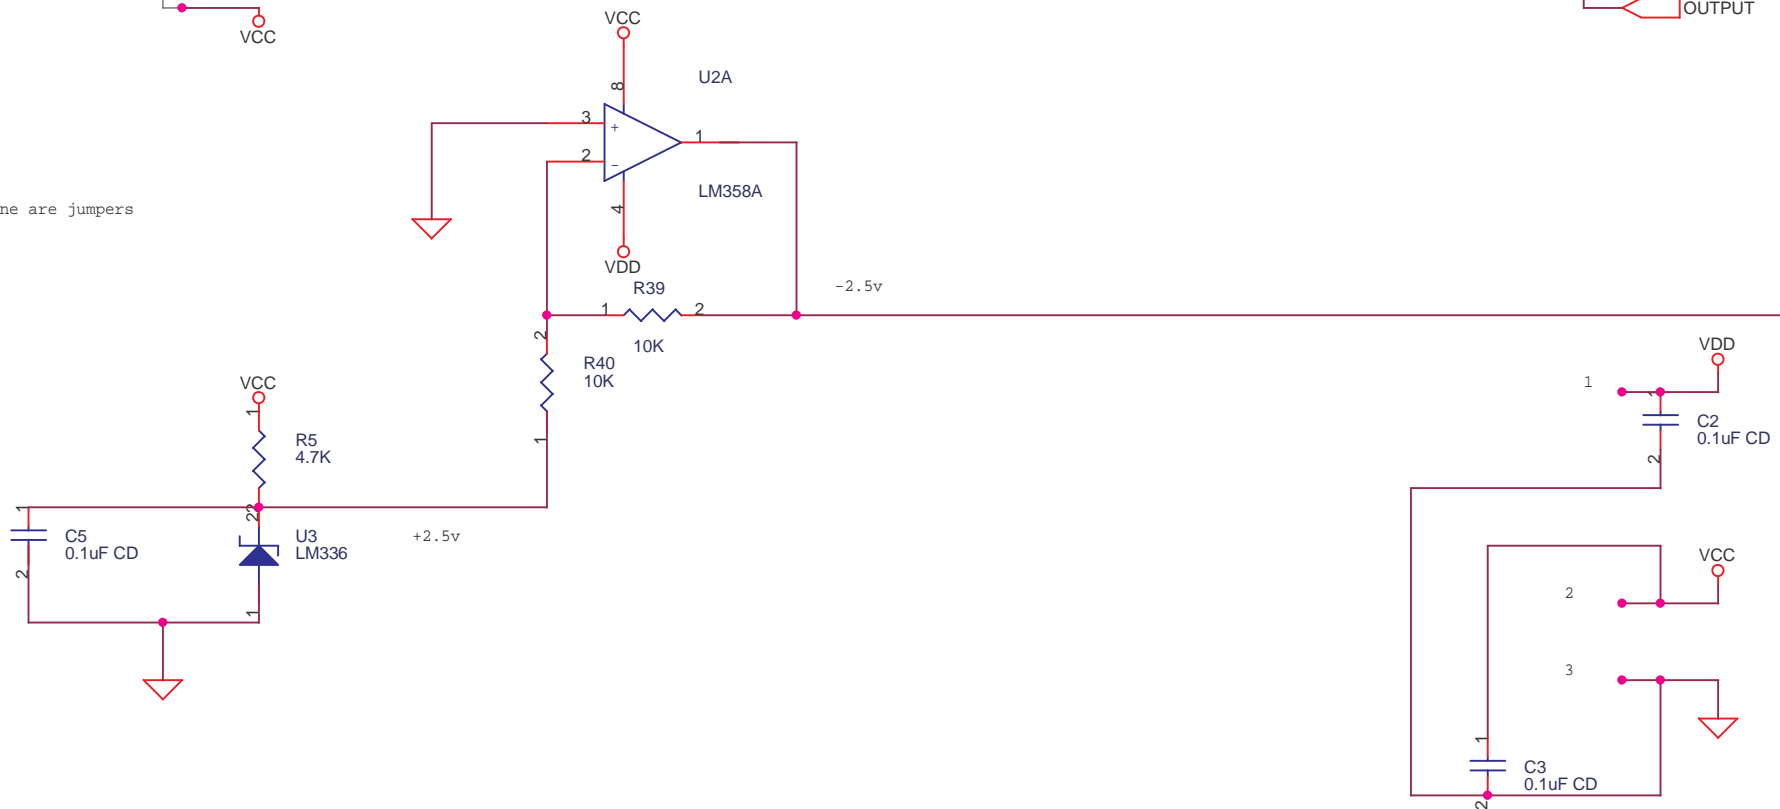 OUTPUT
VCC
VCC
8
U2A
3
+
1
2
-
LM358A
4
ne are jumpers
VDD
R39
-2.5v
1
2
10K
2
R40
10K
1
VCC
1
R5
4.7K
VDD
1
1
C2
0.1uF CD
2
1
2
2
C5
0.1uF CD
2
U3
LM336
1
+2.5v
VCC
2
3
1
C3
0.1uF CD
2